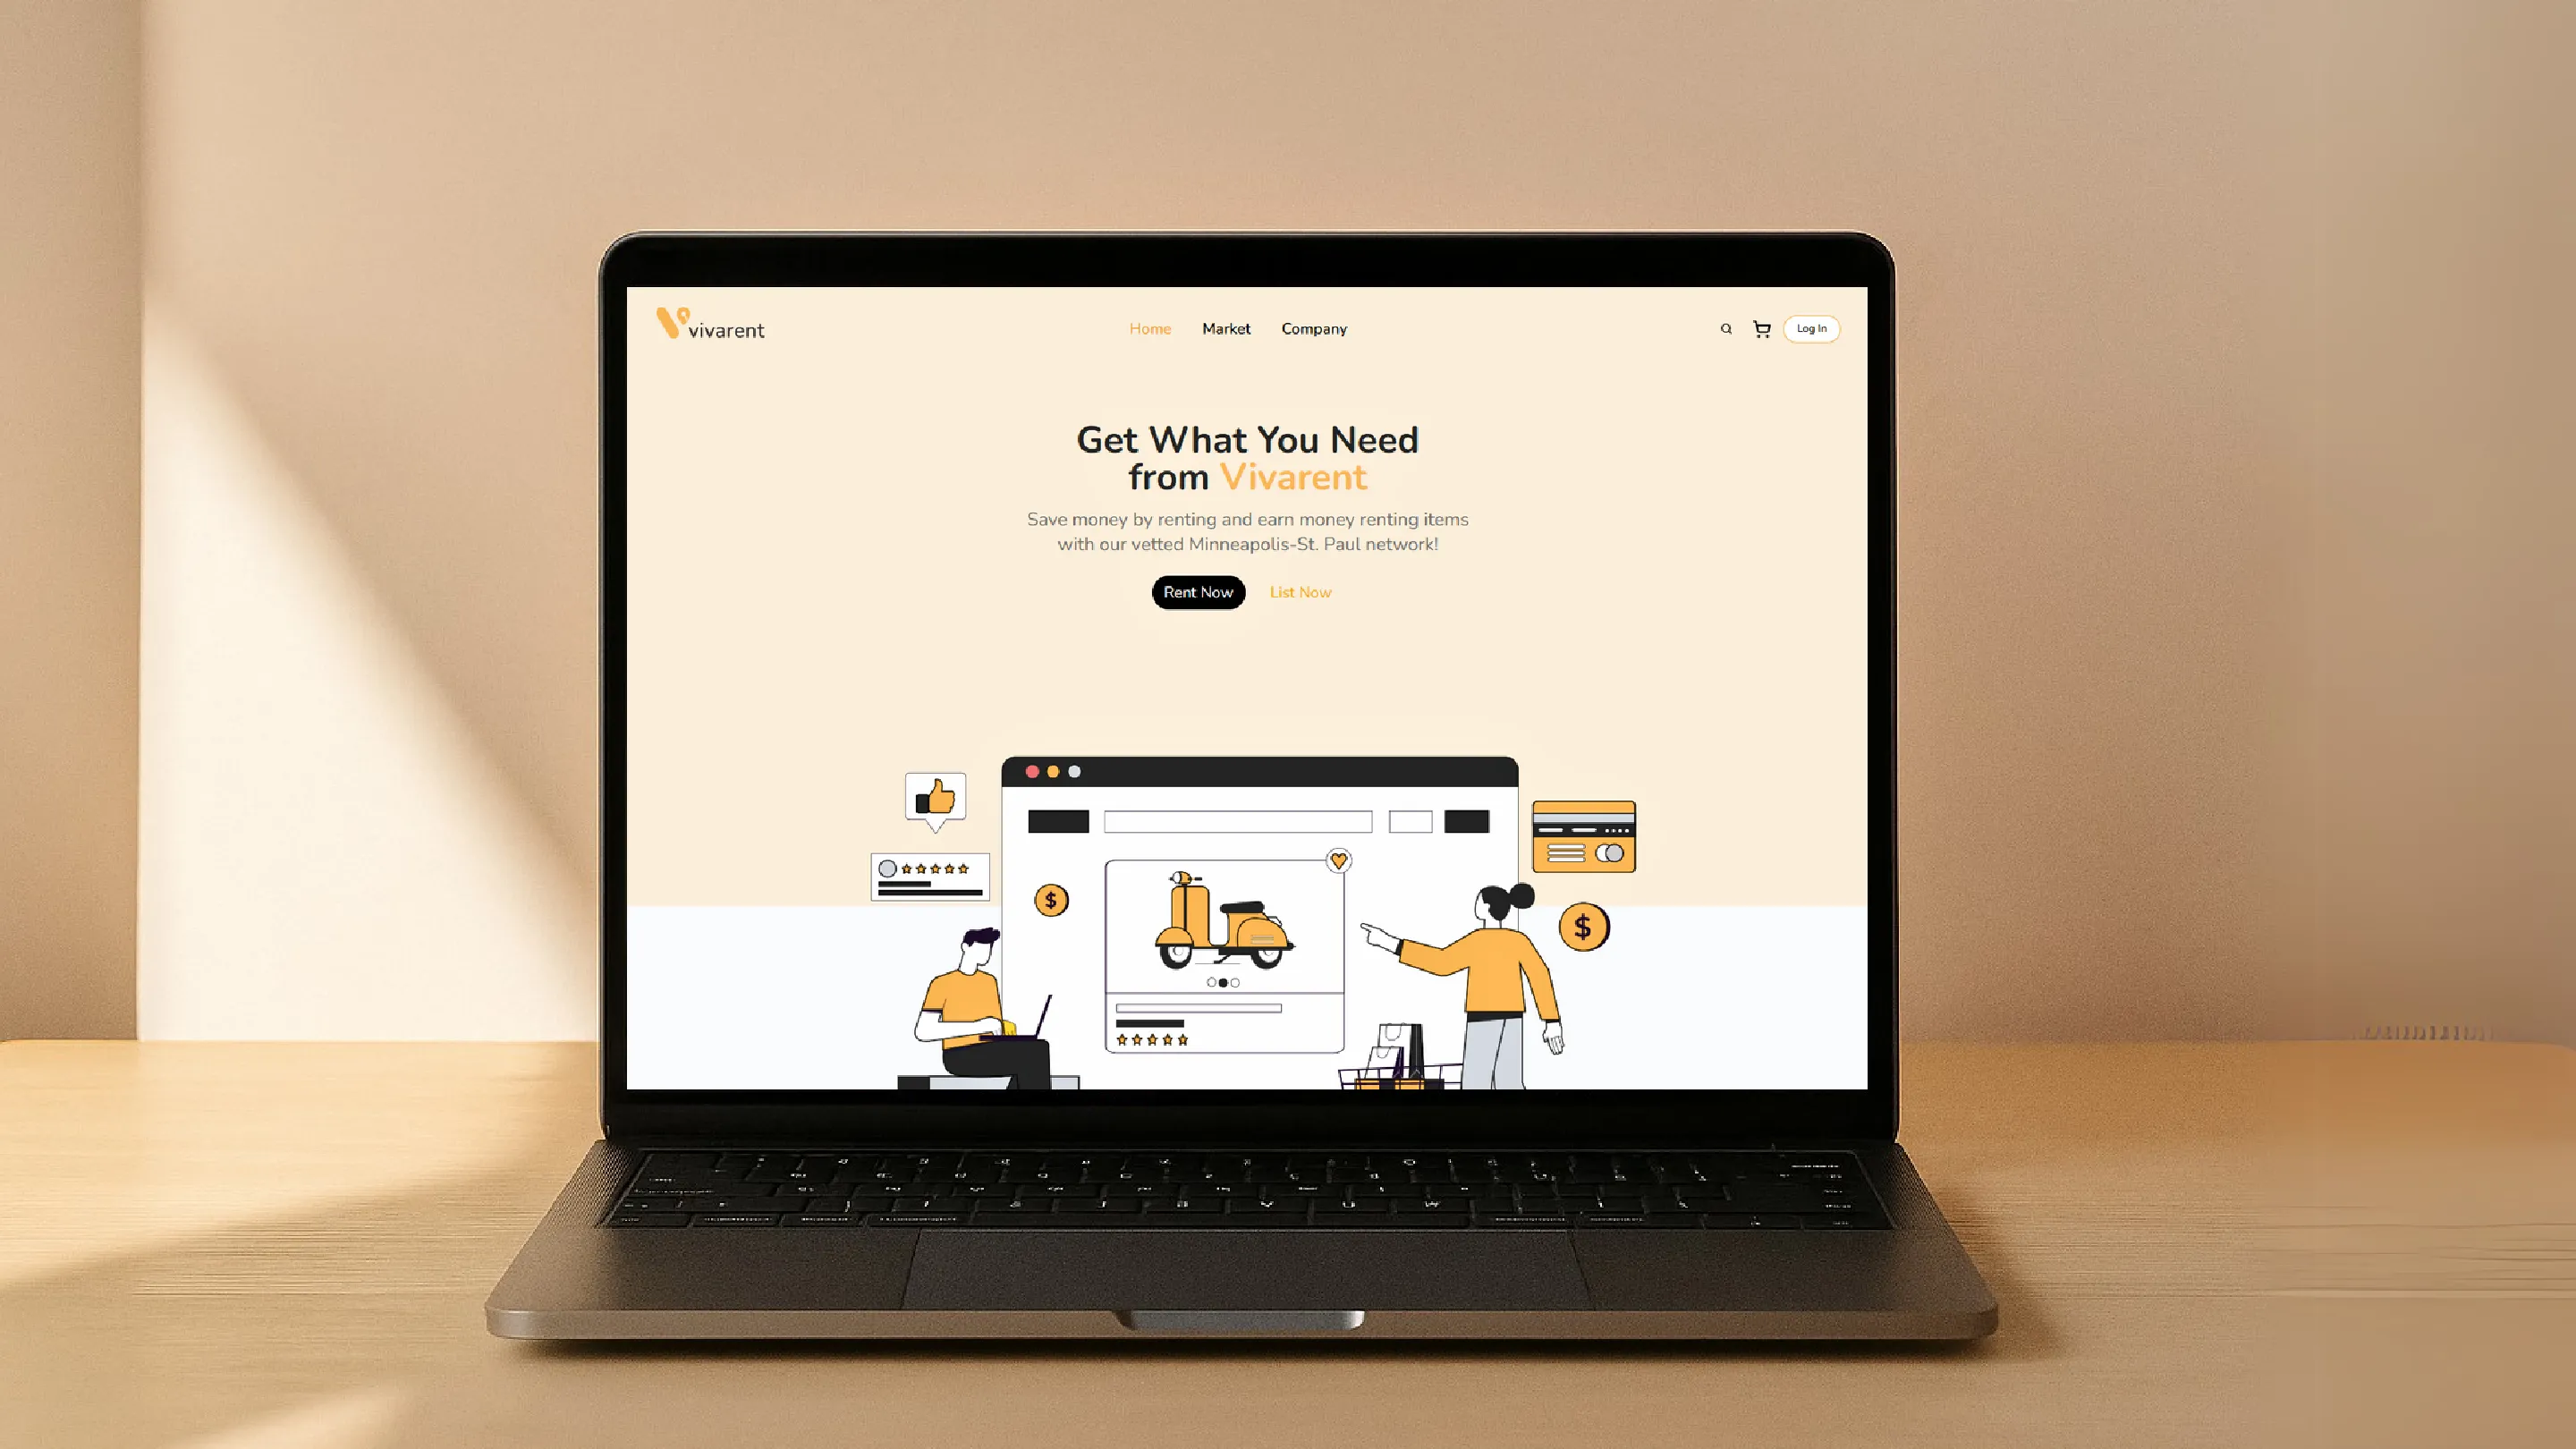 vivarent
Home Market Company
Log In
Get What You Need
from Vivarent
Save money by renting and earn money renting items
with our vetted Minneapolis-St. Paul network!
Rent Now List Now
$
$